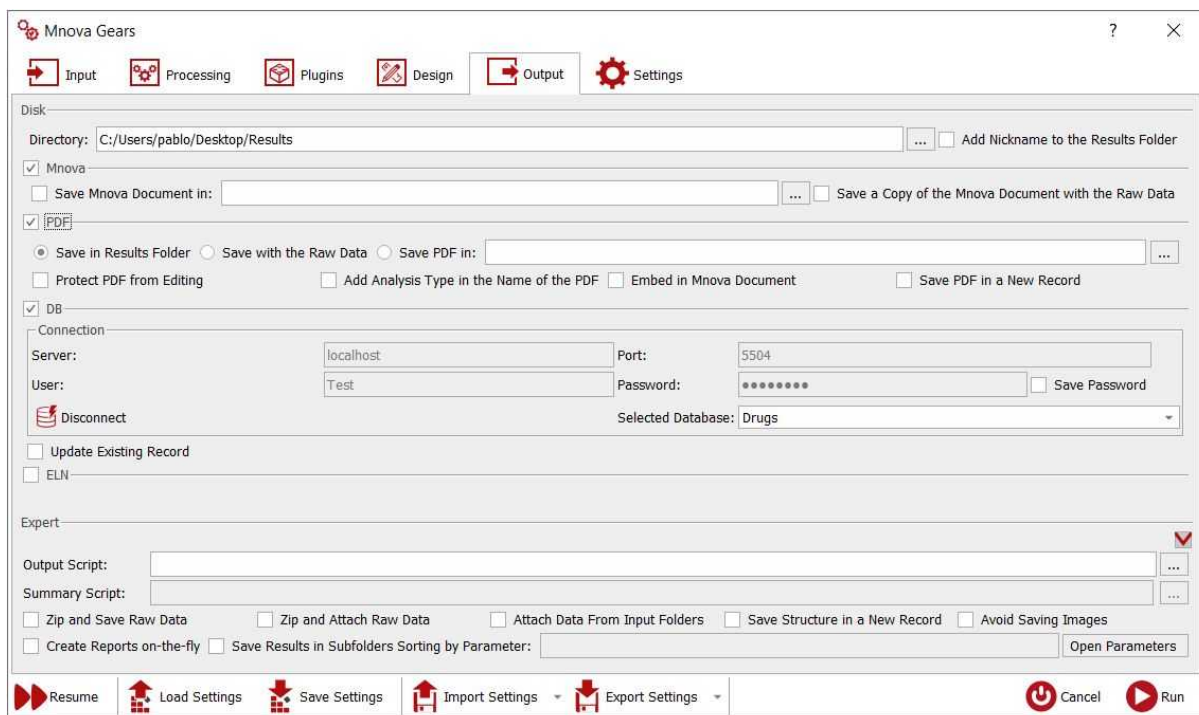 Mnova Gears ?
Input Processing Plugins Design Output Settings
Disk
Directory: C:/Users/pablo/Desktop/Results ... Add Nickname to the Results Folder
Mnova
Save Mnova Document in: ... Save a Copy of the Mnova Document with the Raw Data
PDF
Save in Results Folder Save with the Raw Data Save PDF in: ...
Protect PDF from Editing Add Analysis Type in the Name of the PDF Embed in Mnova Document Save PDF in a New Record
DB
Connection
Server: localhost Port: 5504
User: Test Password: ●●●●●●●● Save Password
Disconnect Selected Database: Drugs
Update Existing Record
ELN
Expert
Output Script: ...
Summary Script: ...
Zip and Save Raw Data Zip and Attach Raw Data Attach Data From Input Folders Save Structure in a New Record Avoid Saving Images
Create Reports on-the-fly Save Results in Subfolders Sorting by Parameter: Open Parameters
Resume Load Settings Save Settings Import Settings Export Settings Cancel Run